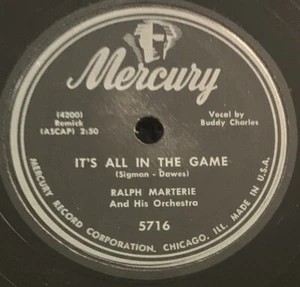 Mercury
(4200)
Remick
(ASCAP) 2:50
Vocal by
Buddy Charles
IT'S ALL IN THE GAME
(Sigman - Dawes)
RALPH MARTERIE
And His Orchestra
5716
MERCURY RECORD CORPORATION, CHICAGO, ILL. MADE IN U.S.A.